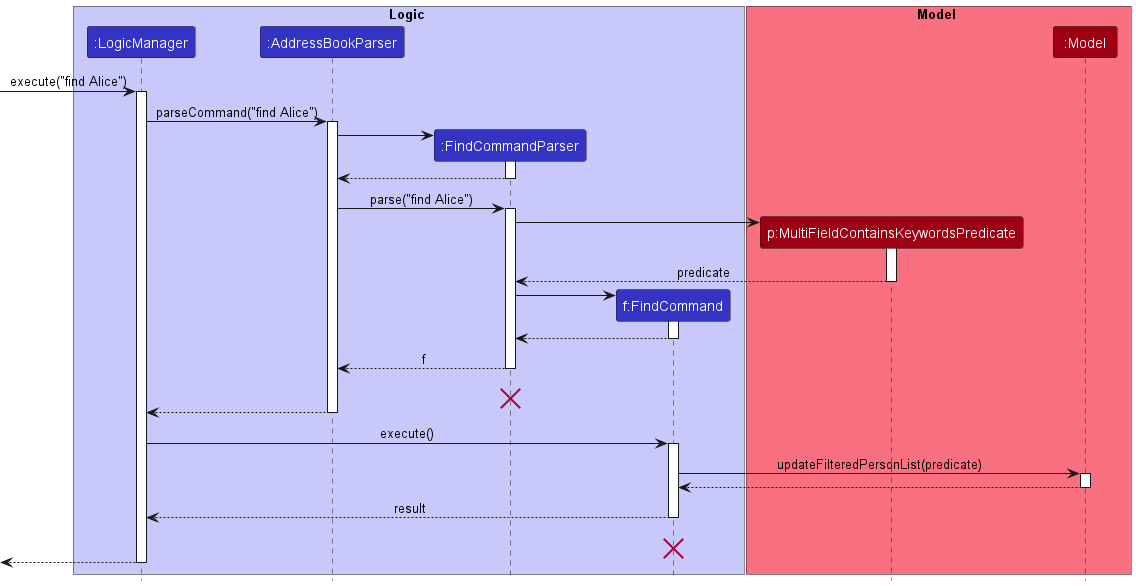 Logic
Model
:LogicManager
:AddressBookParser
:Model
execute("find Alice")
parseCommand("find Alice")
:FindCommandParser
parse("find Alice")
p:MultiFieldContainsKeywordsPredicate
predicate
f:FindCommand
f
execute()
updateFilteredPersonList(predicate)
result